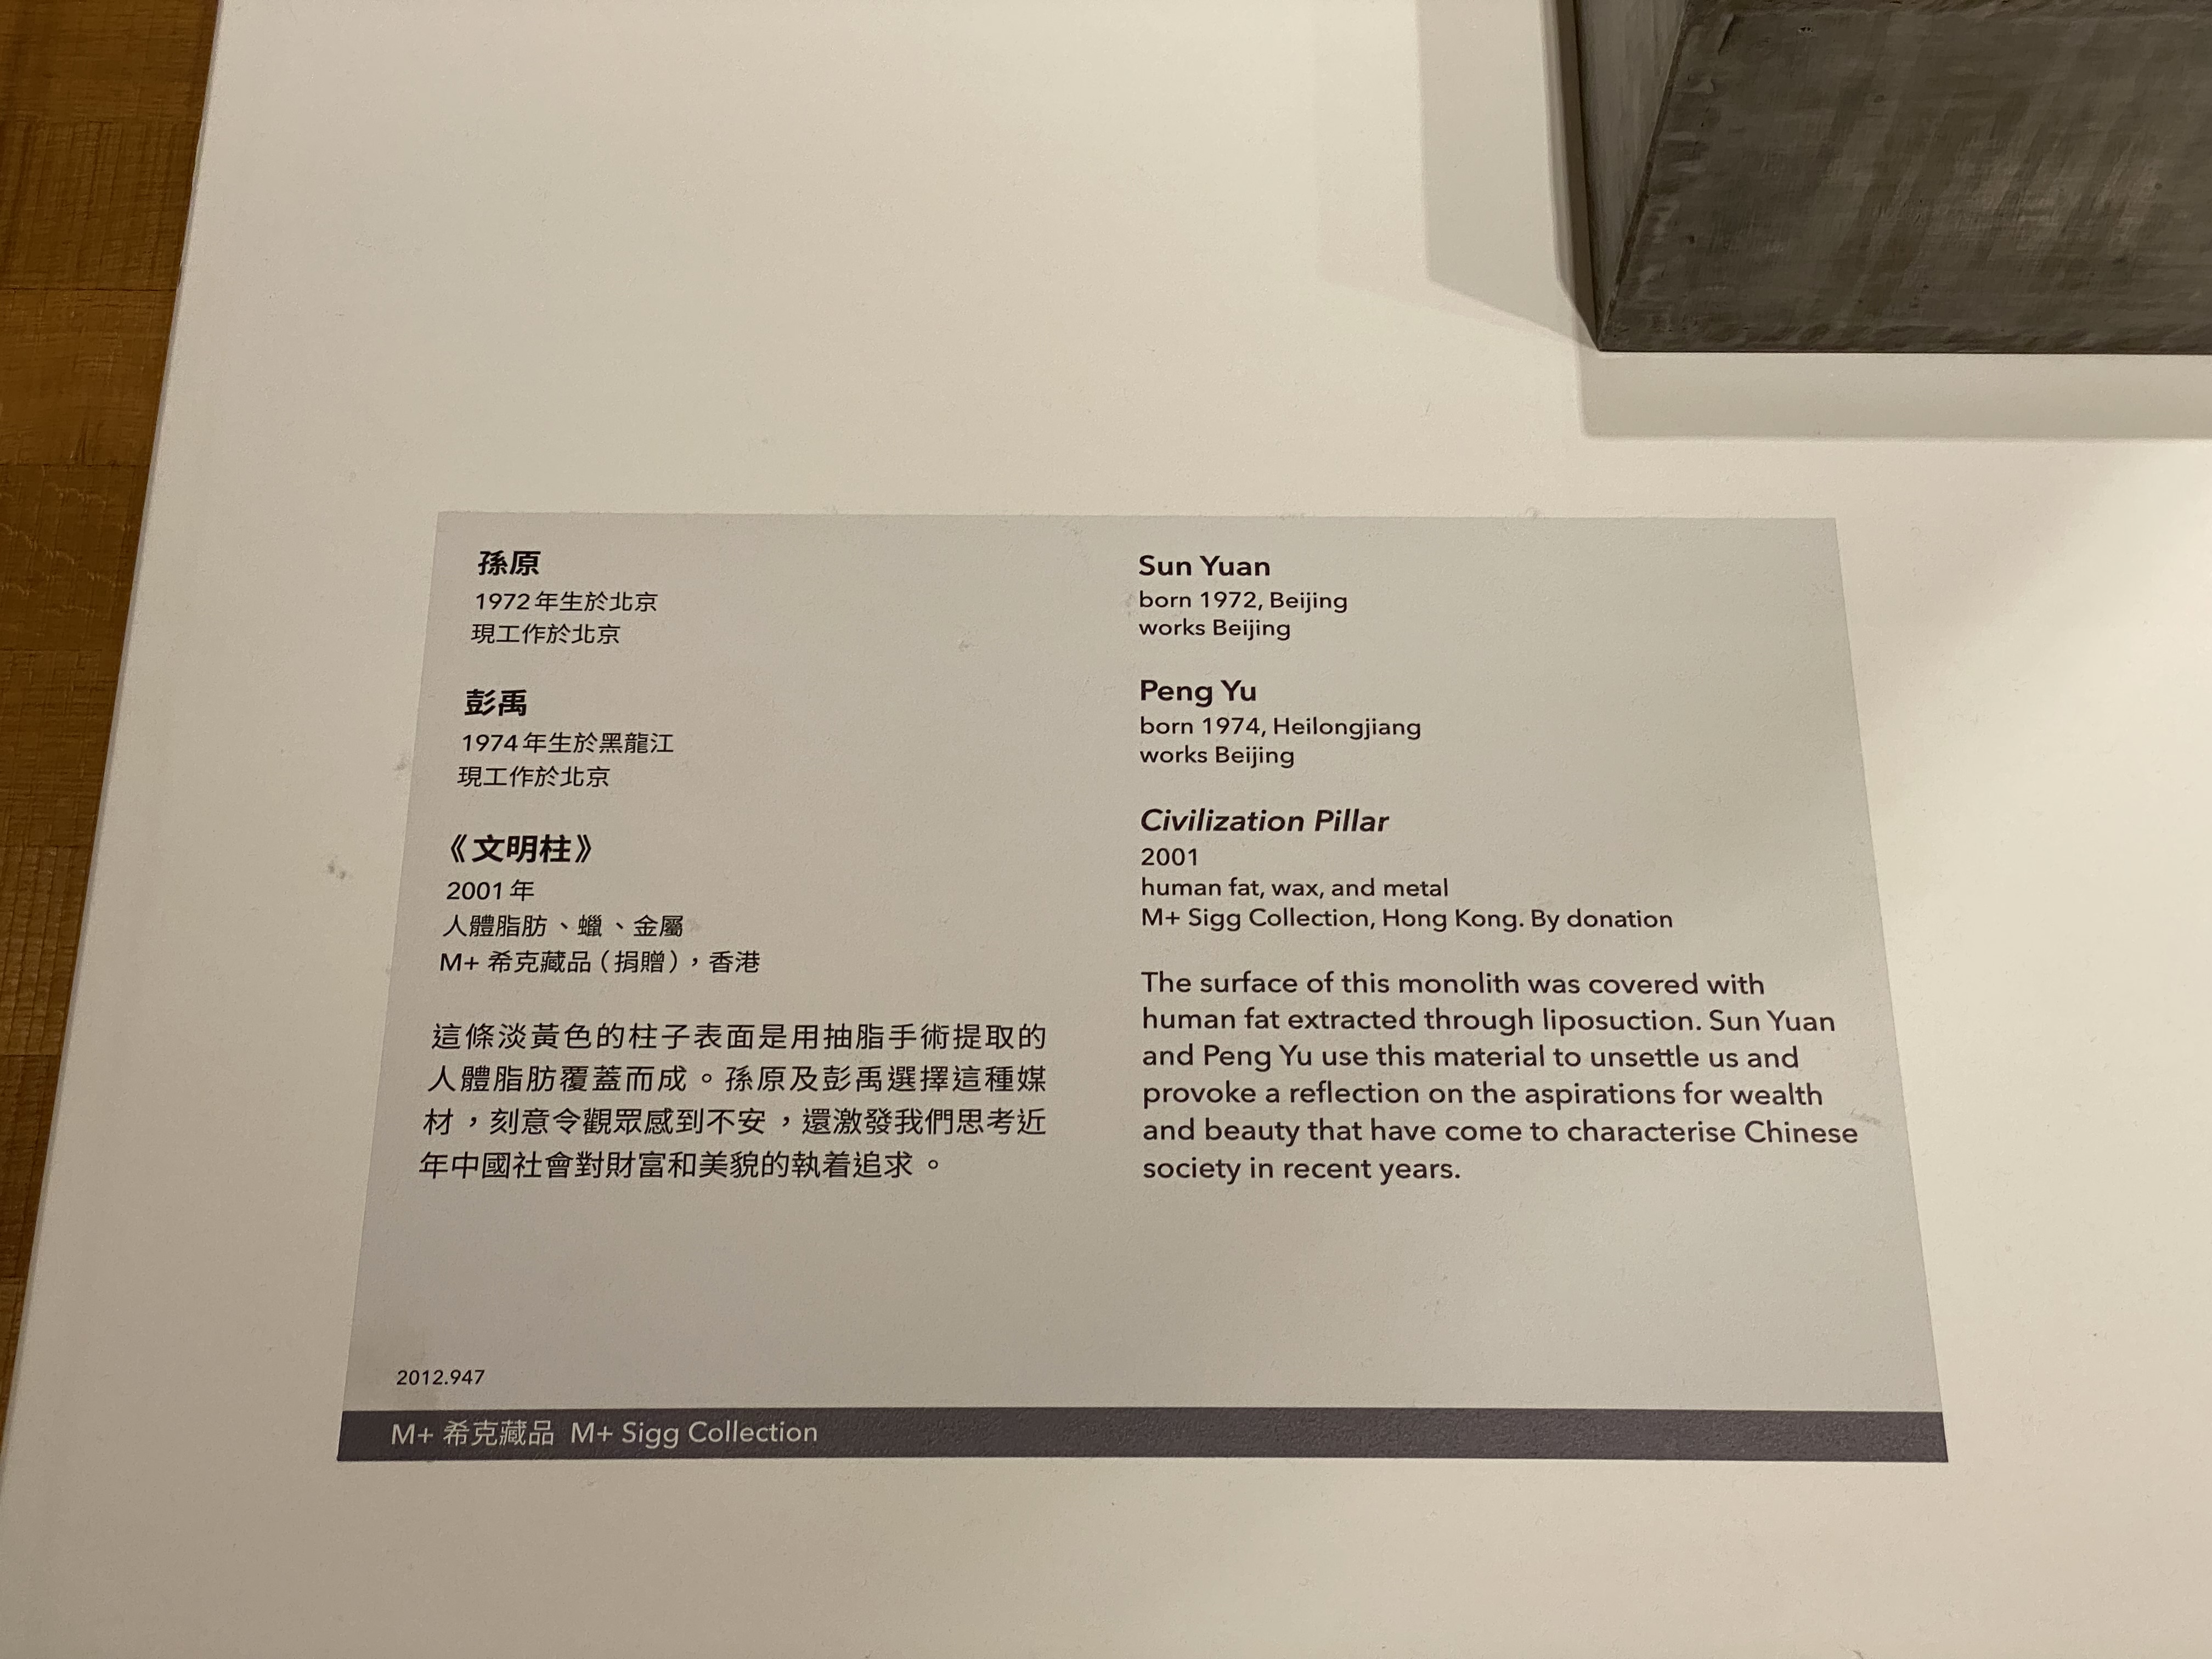 孫原
1972年生於北京
現工作於北京
彭禹
1974年生於黑龍江
現工作於北京
《文明柱》
2001年
人體脂肪、蠟、金屬
M+ 希克藏品（捐贈），香港
這條淡黃色的柱子表面是用抽脂手術提取的
人體脂肪覆蓋而成。孫原及彭禹選擇這種媒
材，刻意令觀眾感到不安，還激發我們思考近
年中國社會對財富和美貌的執着追求。
Sun Yuan
born 1972, Beijing
works Beijing
Peng Yu
born 1974, Heilongjiang
works Beijing
Civilization Pillar
2001
human fat, wax, and metal
M+ Sigg Collection, Hong Kong. By donation
The surface of this monolith was covered with
human fat extracted through liposuction. Sun Yuan
and Peng Yu use this material to unsettle us and
provoke a reflection on the aspirations for wealth
and beauty that have come to characterise Chinese
society in recent years.
2012.947
M+ 希克藏品 M+ Sigg Collection